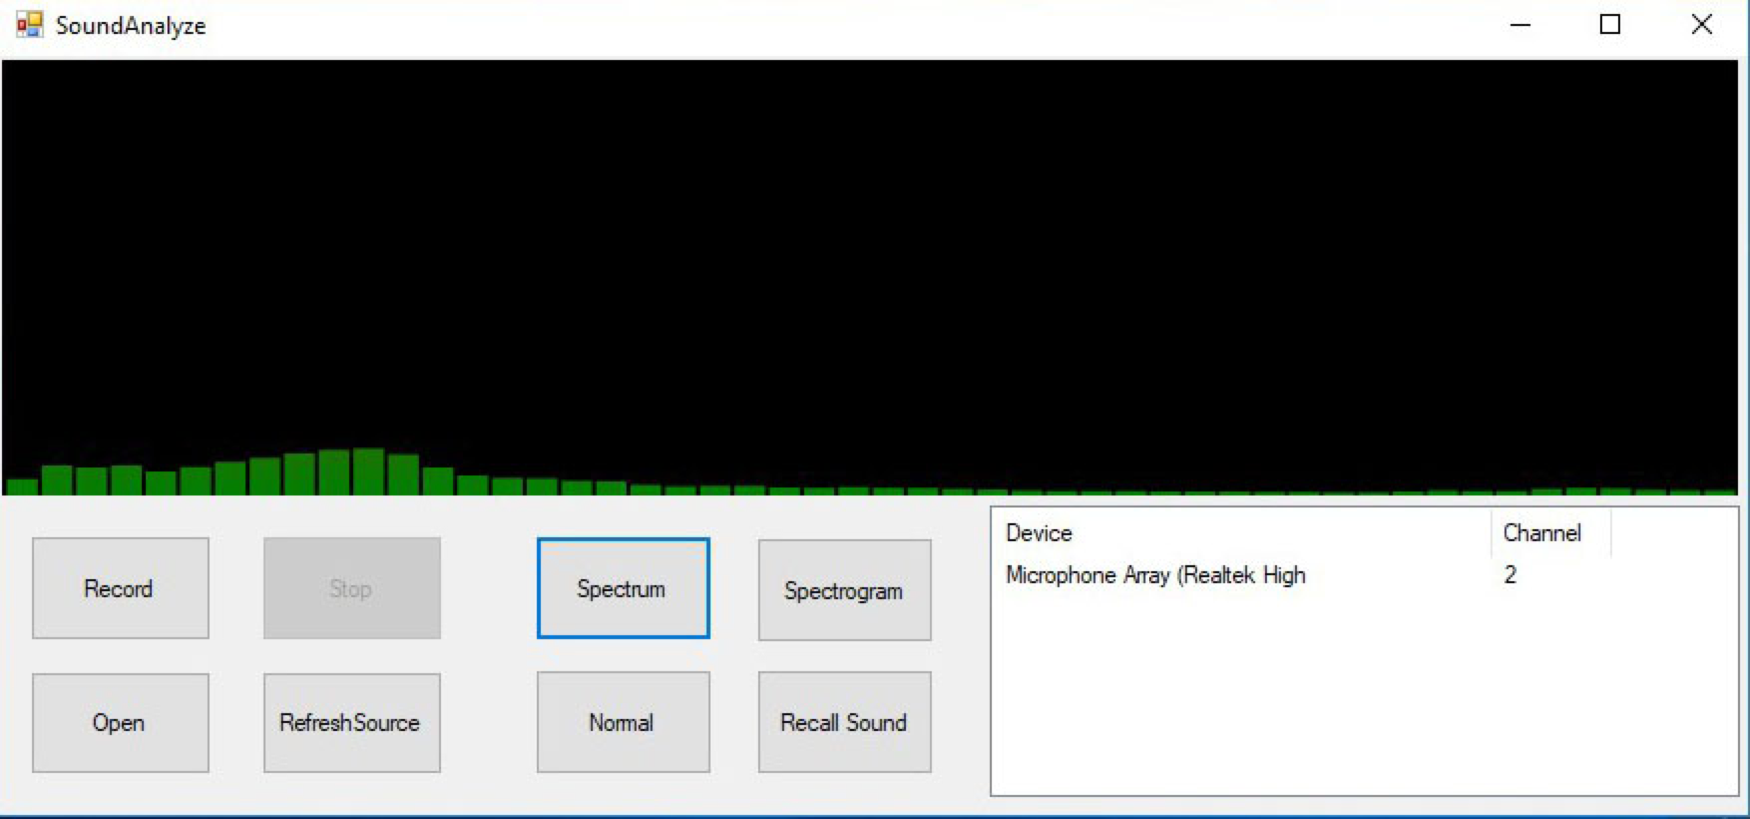 SoundAnalyze
Record
Stop
Spectrum
Spectrogram
Open
RefreshSource
Normal
Recall Sound
Device Channel
Microphone Array (Realtek High 2